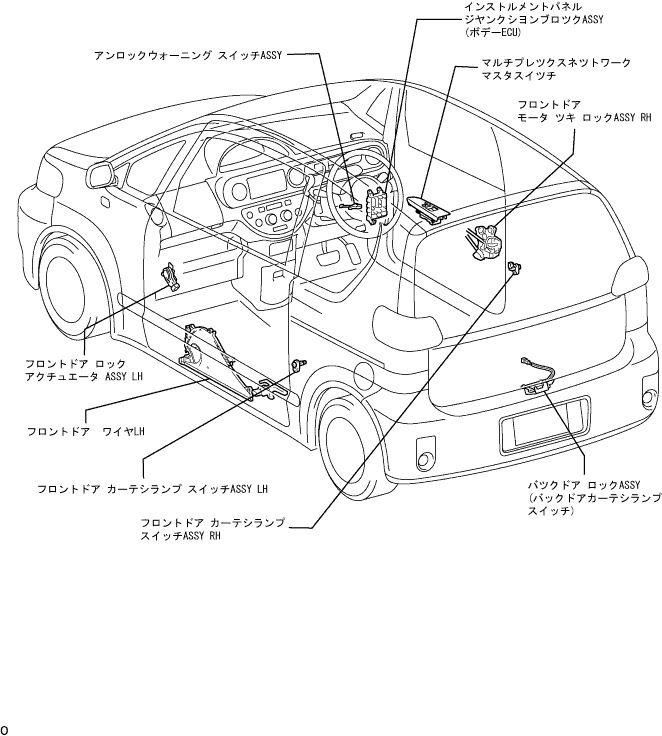 インストルメントパネル
ジヤンクシヨンブロツクASSY
(ボデーECU)
アンロックウォーニング スイッチASSY
マルチプレツクスネツトワーク
マスタスイツチ
フロントドア
モータ ツキ ロックASSY RH
フロントドア ロック
アクチュエータ ASSY LH
フロントドア ワイヤLH
フロントドア カーテシランプ スイッチASSY LH
フロントドア カーテシランプ
スイッチASSY RH
バツクドア ロックASSY
(バックドアカーテシランプ
スイッチ)
o